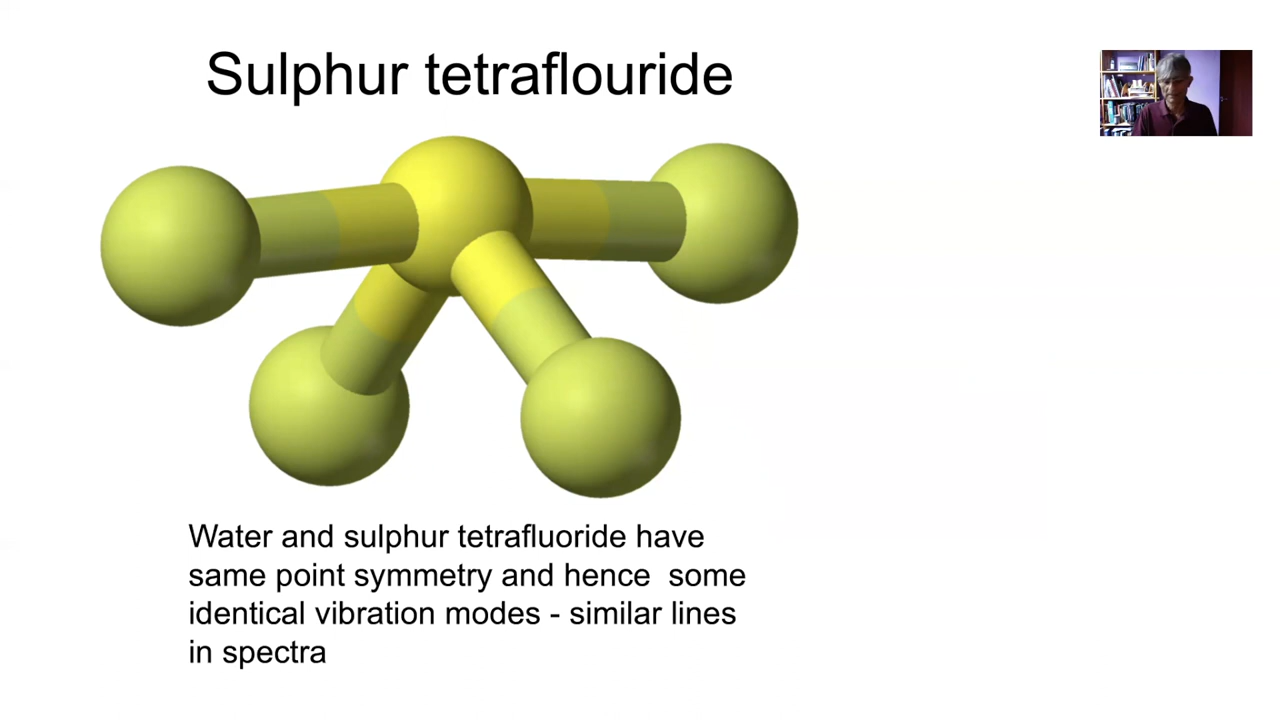 Sulphur tetraflouride
Water and sulphur tetrafluoride have
same point symmetry and hence  some
identical vibration modes - similar lines
in spectra